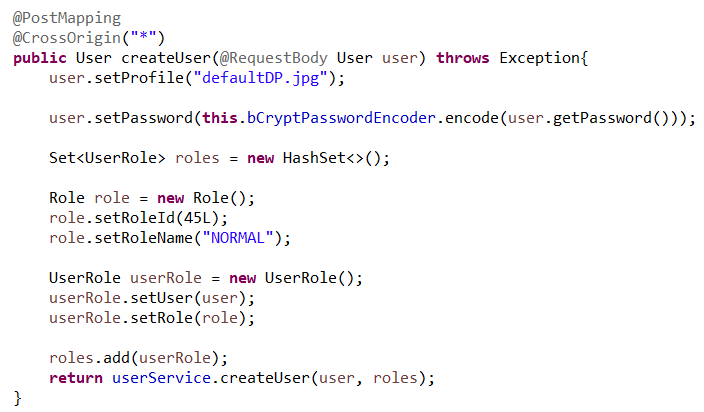 @PostMapping
@CrossOrigin("*")
public User createUser(@RequestBody User user) throws Exception{
    user.setProfile("defaultDP.jpg");

    user.setPassword(this.bCryptPasswordEncoder.encode(user.getPassword()));

    Set<UserRole> roles = new HashSet<>();

    Role role = new Role();
    role.setRoleId(45L);
    role.setRoleName("NORMAL");

    UserRole userRole = new UserRole();
    userRole.setUser(user);
    userRole.setRole(role);

    roles.add(userRole);
    return userService.createUser(user, roles);
}